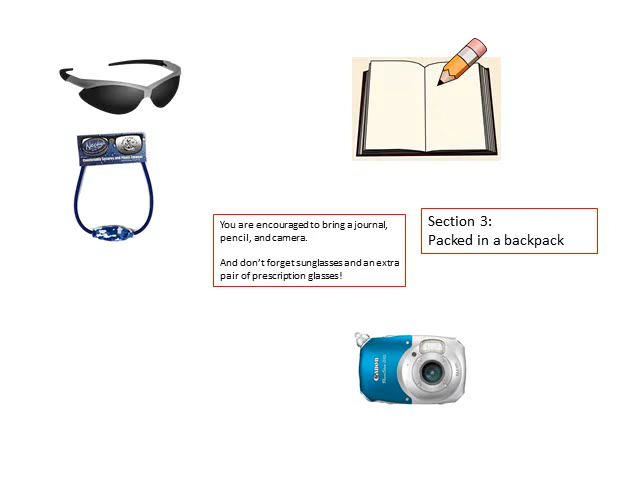 You are encouraged to bring a journal,
pencil, and camera.
And don't forget sunglasses and an extra
pair of prescription glasses!
Section 3:
Packed in a backpack
Canon